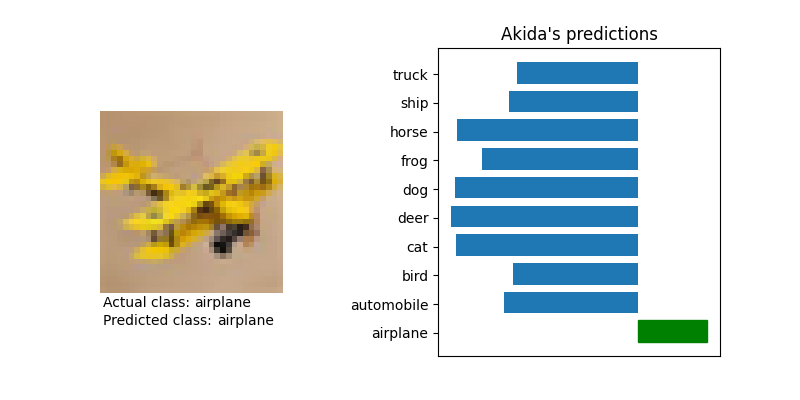 Akida's predictions
truck
ship
horse
frog
dog
deer
cat
bird
automobile
airplane
Actual class: airplane
Predicted class: airplane